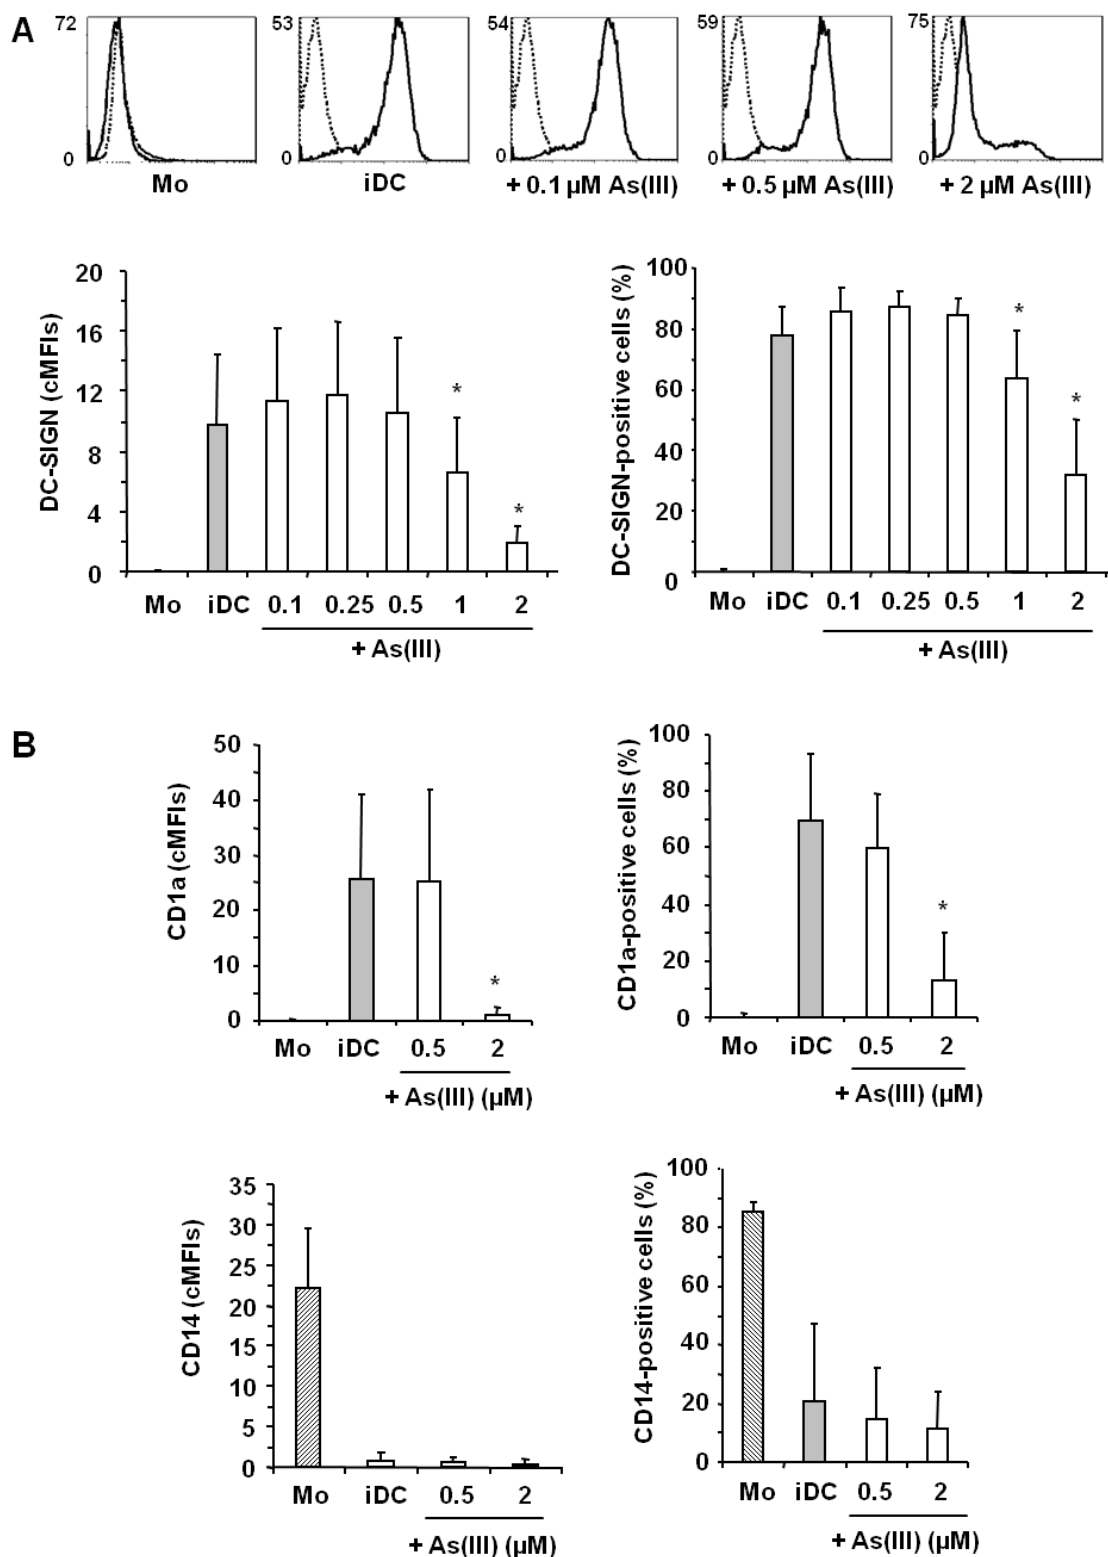 A
72
0
Mo
53
0
iDC
54
0
+ 0.1 µM As(III)
59
0
+ 0.5 µM As(III)
75
0
+ 2 µM As(III)
DC-SIGN (cMFIs)
20
16
12
8
4
0
*
*
Mo iDC 0.1 0.25 0.5 1 2
+ As(III)
DC-SIGN-positive cells (%)
100
80
60
40
20
0
*
*
Mo iDC 0.1 0.25 0.5 1 2
+ As(III)
B
CD1a (cMFIs)
50
40
30
20
10
0
*
Mo iDC 0.5 2
+ As(III) (µM)
CD1a-positive cells (%)
100
80
60
40
20
0
*
Mo iDC 0.5 2
+ As(III) (µM)
CD14 (cMFIs)
35
30
25
20
15
10
5
0
Mo iDC 0.5 2
+ As(III) (µM)
CD14-positive cells (%)
100
80
60
40
20
0
Mo iDC 0.5 2
+ As(III) (µM)